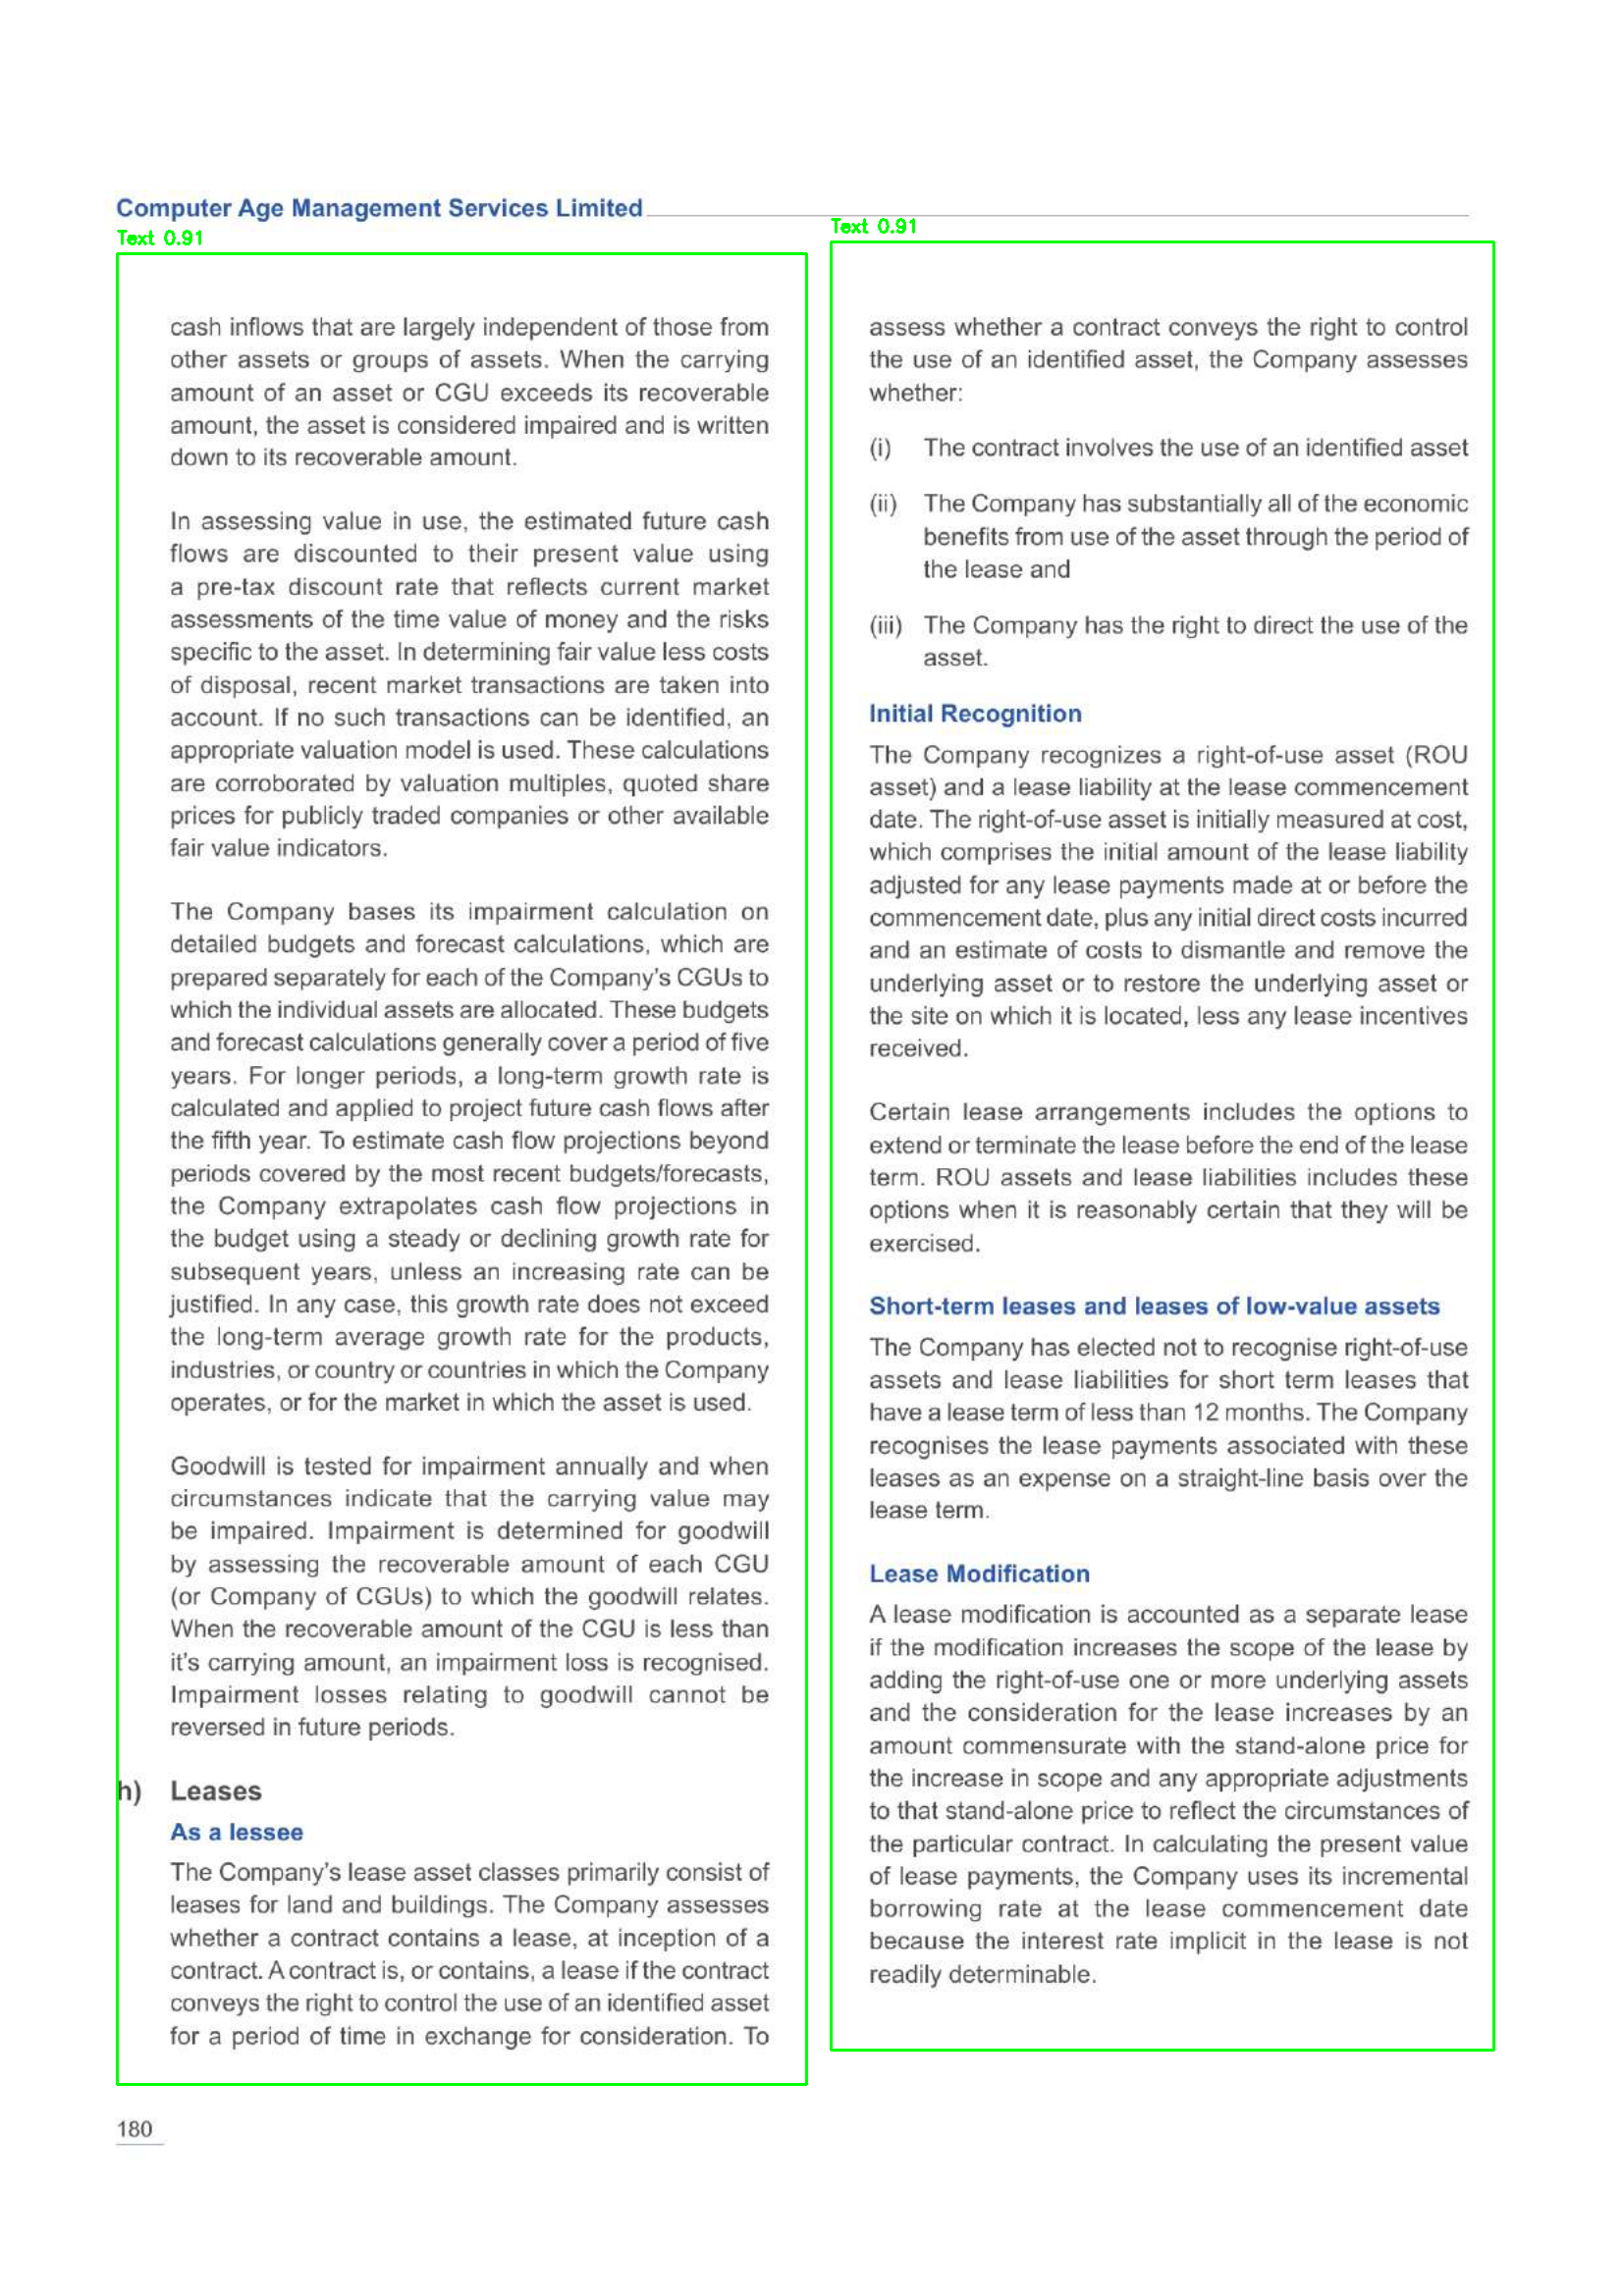 Computer Age Management Services Limited
Text 0.91
cash inflows that are largely independent of those from
other assets or groups of assets. When the carrying
amount of an asset or CGU exceeds its recoverable
amount, the asset is considered impaired and is written
down to its recoverable amount.
In assessing value in use, the estimated future cash
flows are discounted to their present value using
a pre-tax discount rate that reflects current market
assessments of the time value of money and the risks
specific to the asset. In determining fair value less costs
of disposal, recent market transactions are taken into
account. If no such transactions can be identified, an
appropriate valuation model is used. These calculations
are corroborated by valuation multiples, quoted share
prices for publicly traded companies or other available
fair value indicators.
The Company bases its impairment calculation on
detailed budgets and forecast calculations, which are
prepared separately for each of the Company's CGUs to
which the individual assets are allocated. These budgets
and forecast calculations generally cover a period of five
years. For longer periods, a long-term growth rate is
calculated and applied to project future cash flows after
the fifth year. To estimate cash flow projections beyond
periods covered by the most recent budgets/forecasts,
the Company extrapolates cash flow projections in
the budget using a steady or declining growth rate for
subsequent years, unless an increasing rate can be
justified. In any case, this growth rate does not exceed
the long-term average growth rate for the products,
industries, or country or countries in which the Company
operates, or for the market in which the asset is used.
Goodwill is tested for impairment annually and when
circumstances indicate that the carrying value may
be impaired. Impairment is determined for goodwill
by assessing the recoverable amount of each CGU
(or Company of CGUs) to which the goodwill relates.
When the recoverable amount of the CGU is less than
it's carrying amount, an impairment loss is recognised.
Impairment losses relating to goodwill cannot be
reversed in future periods.
h) Leases
As a lessee
The Company's lease asset classes primarily consist of
leases for land and buildings. The Company assesses
whether a contract contains a lease, at inception of a
contract. A contract is, or contains, a lease if the contract
conveys the right to control the use of an identified asset
for a period of time in exchange for consideration. To
Text 0.91
assess whether a contract conveys the right to control
the use of an identified asset, the Company assesses
whether:
(i) The contract involves the use of an identified asset
(ii) The Company has substantially all of the economic
benefits from use of the asset through the period of
the lease and
(iii) The Company has the right to direct the use of the
asset.
Initial Recognition
The Company recognizes a right-of-use asset (ROU
asset) and a lease liability at the lease commencement
date. The right-of-use asset is initially measured at cost,
which comprises the initial amount of the lease liability
adjusted for any lease payments made at or before the
commencement date, plus any initial direct costs incurred
and an estimate of costs to dismantle and remove the
underlying asset or to restore the underlying asset or
the site on which it is located, less any lease incentives
received.
Certain lease arrangements includes the options to
extend or terminate the lease before the end of the lease
term. ROU assets and lease liabilities includes these
options when it is reasonably certain that they will be
exercised.
Short-term leases and leases of low-value assets
The Company has elected not to recognise right-of-use
assets and lease liabilities for short term leases that
have a lease term of less than 12 months. The Company
recognises the lease payments associated with these
leases as an expense on a straight-line basis over the
lease term.
Lease Modification
A lease modification is accounted as a separate lease
if the modification increases the scope of the lease by
adding the right-of-use one or more underlying assets
and the consideration for the lease increases by an
amount commensurate with the stand-alone price for
the increase in scope and any appropriate adjustments
to that stand-alone price to reflect the circumstances of
the particular contract. In calculating the present value
of lease payments, the Company uses its incremental
borrowing rate at the lease commencement date
because the interest rate implicit in the lease is not
readily determinable.
180